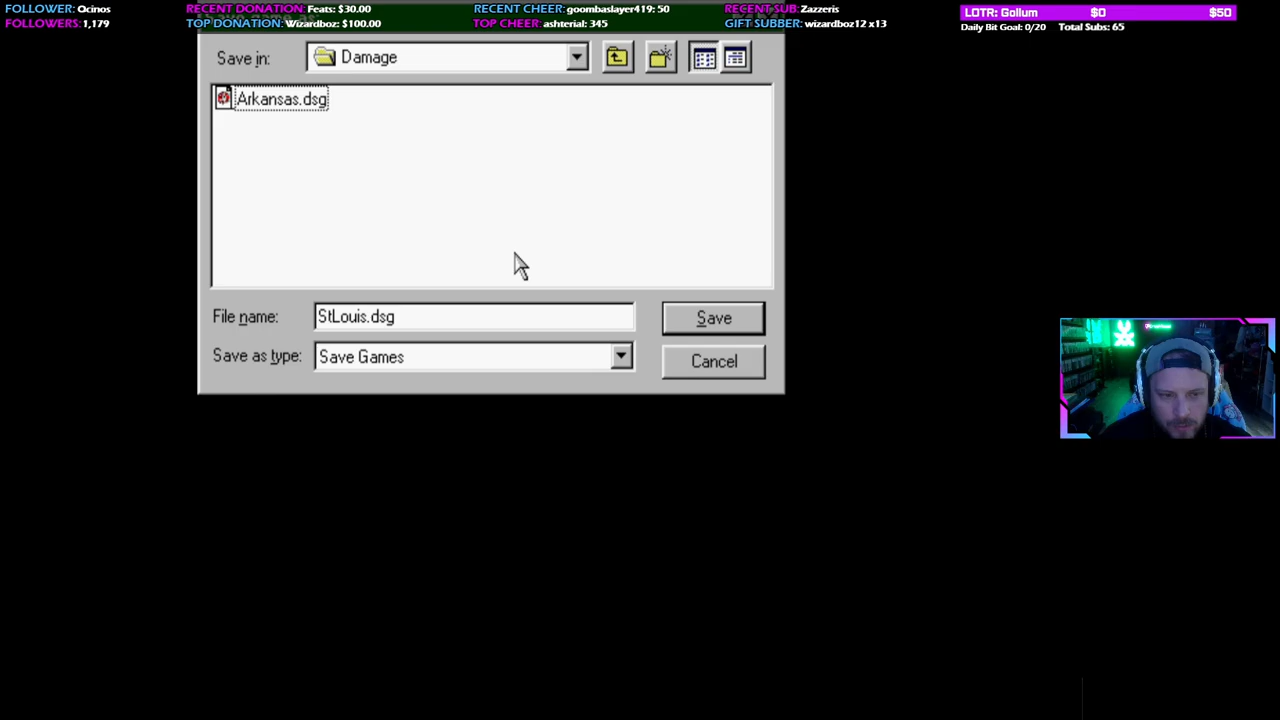 FOLLOWER: Ocinos
FOLLOWERS: 1,179
RECENT DONATION: Feats: $30.00
TOP DONATION: Wizardboz: $100.00
RECENT CHEER: goombaslayer419: 50
TOP CHEER: ashterial: 345
RECENT SUB: Zazzeris
GIFT SUBBER: wizardboz12 x13
LOTR: Gollum $0 $50
Daily Bit Goal: 0/20 Total Subs: 65
Save in: Damage
Arkansas.dsg
File name: StLouis.dsg Save
Save as type: Save Games Cancel